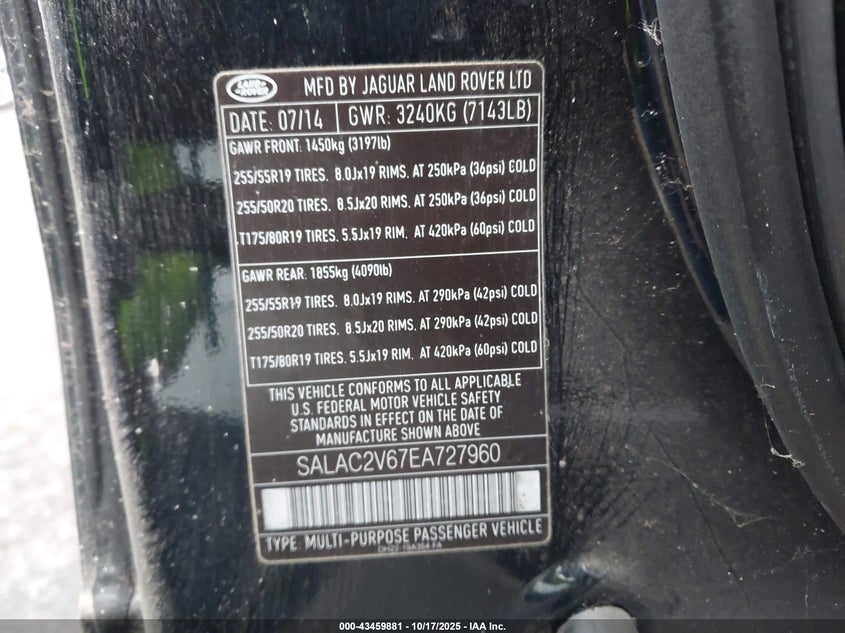 LAND ROVER
MFD BY JAGUAR LAND ROVER LTD
DATE: 07/14 GWR: 3240KG (7143LB)
GAWR FRONT: 1450kg (3197lb)
255/55R19 TIRES. 8.0Jx19 RIMS. AT 250kPa (36psi) COLD
255/50R20 TIRES. 8.5Jx20 RIMS. AT 250kPa (36psi) COLD
T175/80R19 TIRES. 5.5Jx19 RIM. AT 420kPa (60psi) COLD
GAWR REAR: 1855kg (4090lb)
255/55R19 TIRES. 8.0Jx19 RIMS. AT 290kPa (42psi) COLD
255/50R20 TIRES. 8.5Jx20 RIMS. AT 290kPa (42psi) COLD
T175/80R19 TIRES. 5.5Jx19 RIM. AT 420kPa (60psi) COLD
THIS VEHICLE CONFORMS TO ALL APPLICABLE
U.S. FEDERAL MOTOR VEHICLE SAFETY
STANDARDS IN EFFECT ON THE DATE OF
MANUFACTURE SHOWN ABOVE
SALAC2V67EA727960
TYPE: MULTI-PURPOSE PASSENGER VEHICLE
000-43459881 - 10/17/2025 - IAA Inc.